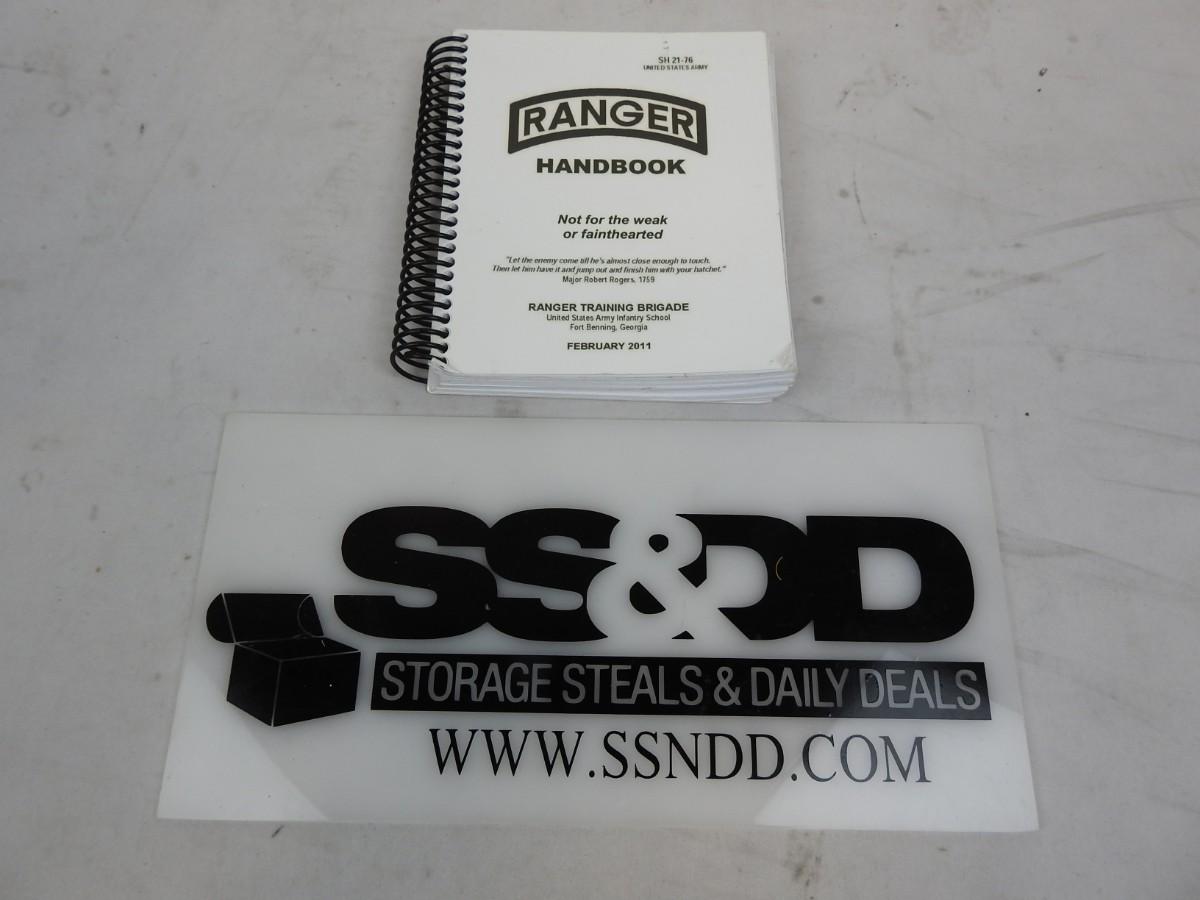 SH 21-76
UNITED STATES ARMY
RANGER
HANDBOOK
Not for the weak
or fainthearted
"Let the enemy come till he's almost close enough to touch.
Then let him have it and jump out and finish him with your hatchet."
Major Robert Rogers, 1759
RANGER TRAINING BRIGADE
United States Army Infantry School
Fort Benning, Georgia
FEBRUARY 2011
SS&DD
STORAGE STEALS & DAILY DEALS
WWW.SSNDD.COM